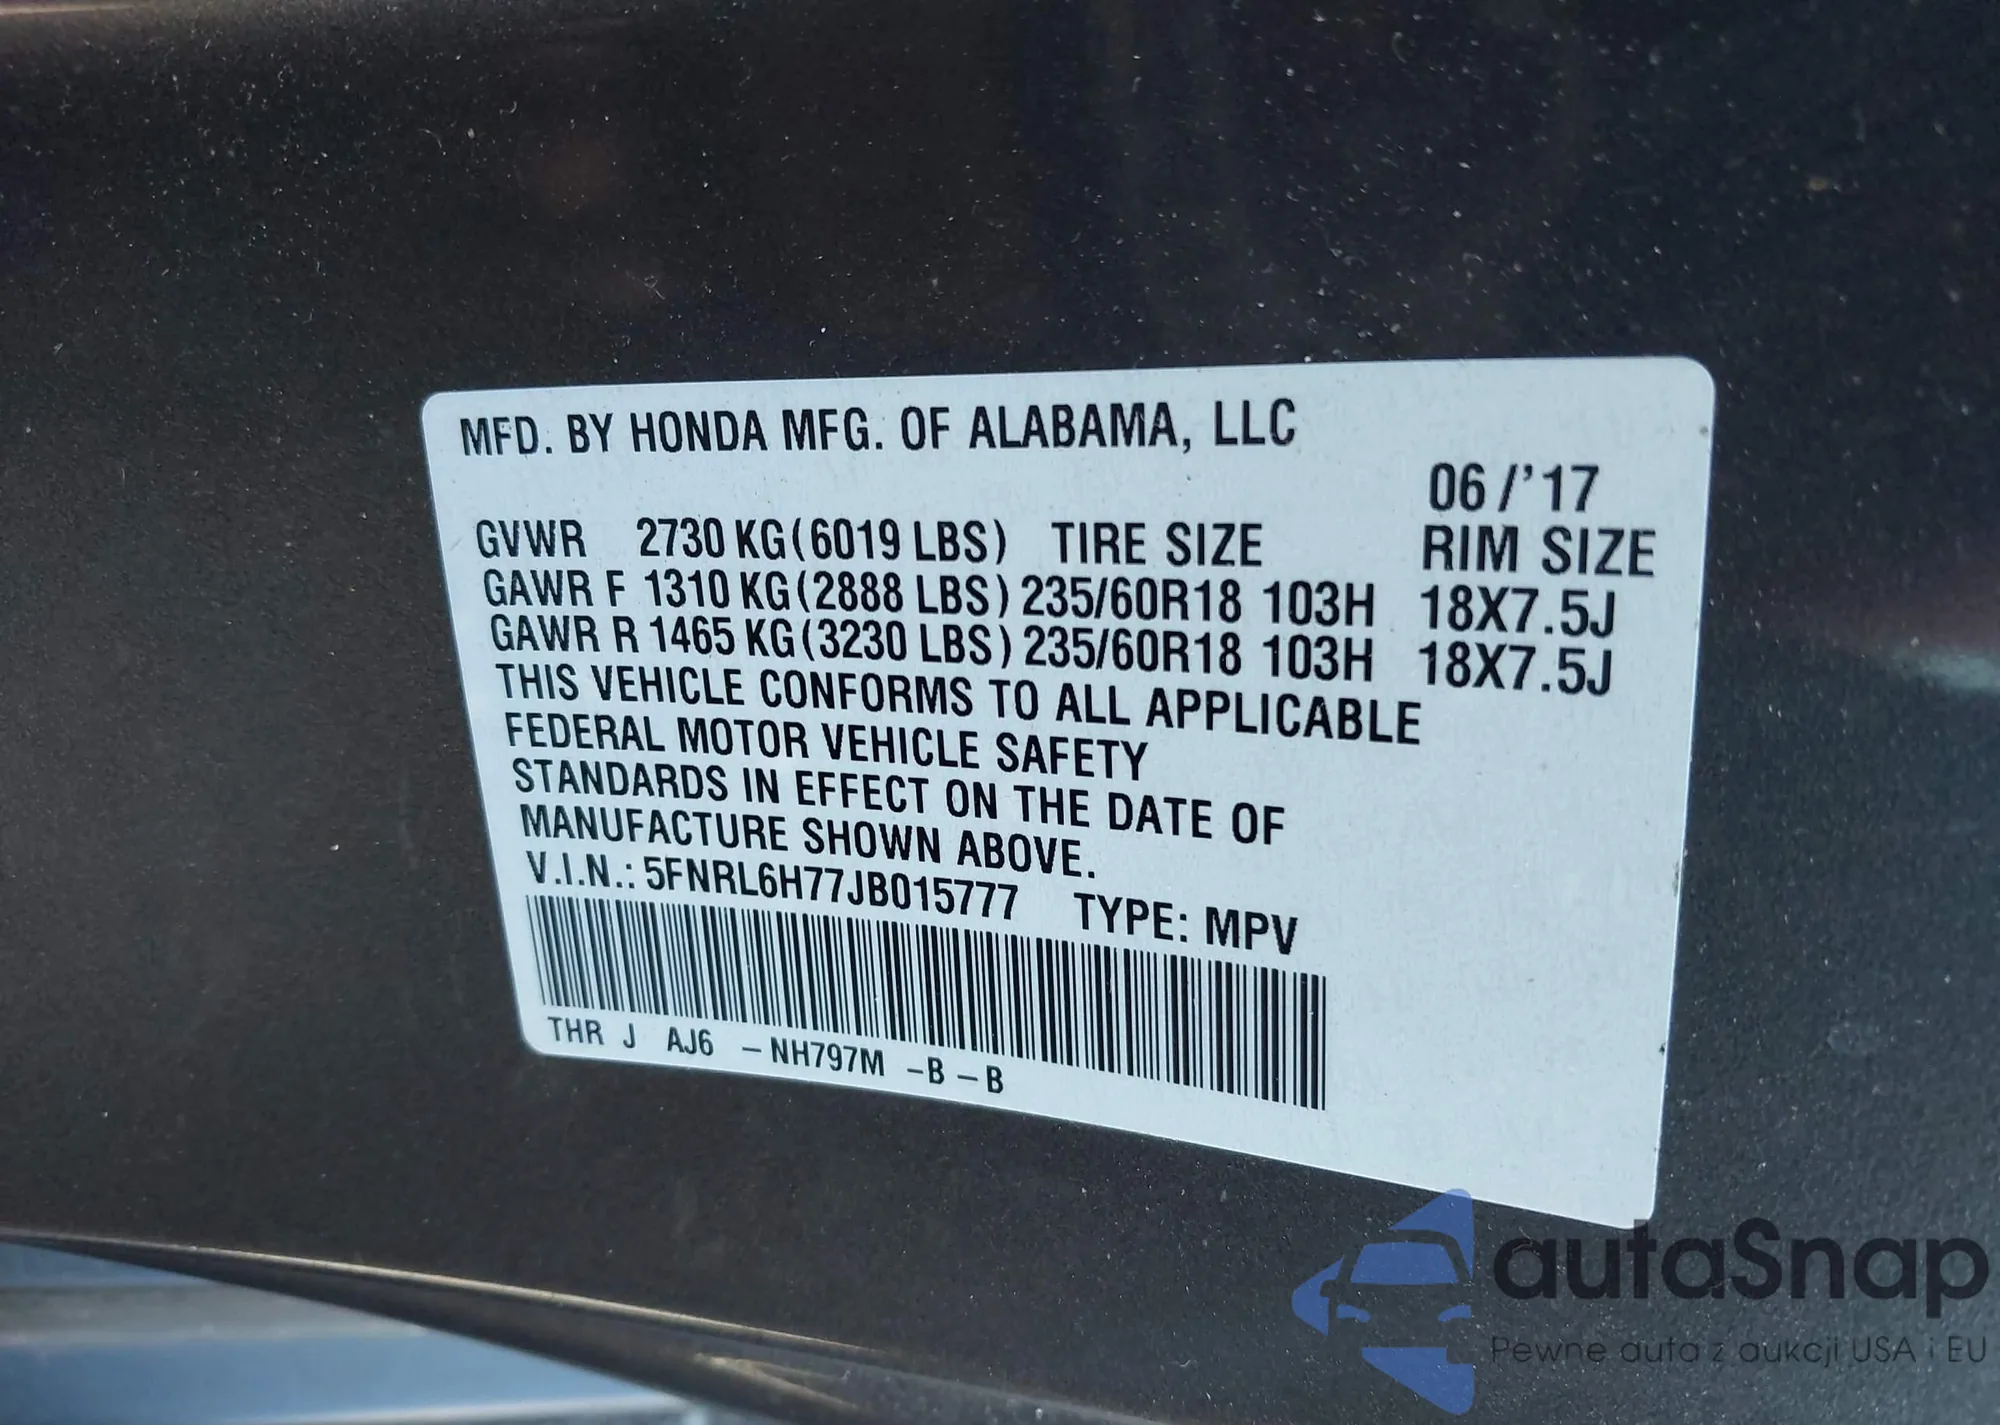 MFD. BY HONDA MFG. OF ALABAMA, LLC
06/'17
GVWR 2730 KG(6019 LBS) TIRE SIZE RIM SIZE
GAWR F 1310 KG(2888 LBS) 235/60R18 103H 18X7.5J
GAWR R 1465 KG(3230 LBS) 235/60R18 103H 18X7.5J
THIS VEHICLE CONFORMS TO ALL APPLICABLE
FEDERAL MOTOR VEHICLE SAFETY
STANDARDS IN EFFECT ON THE DATE OF
MANUFACTURE SHOWN ABOVE.
V.I.N.: 5FNRL6H77JB015777 TYPE: MPV
THR J AJ6 -NH797M -B-B
autaSnap
Pewne auta z aukcji USA i EU